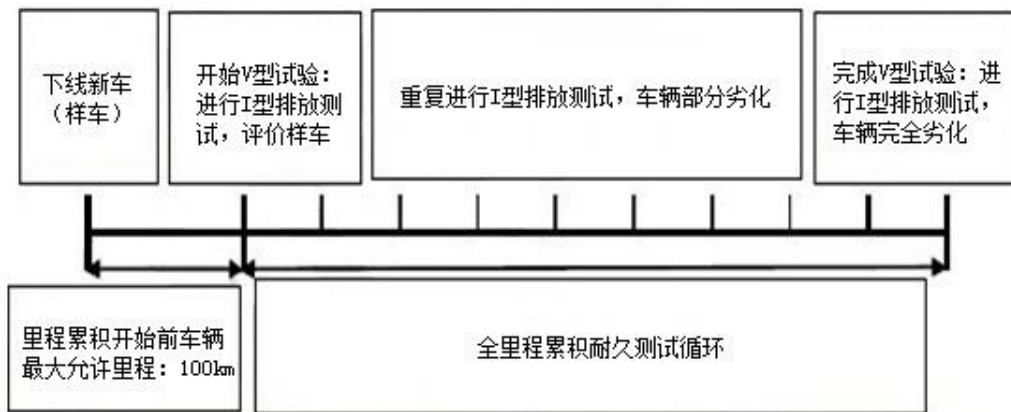 下线新车
（样车）
开始V型试验：
进行I型排放测
试，评价样车
重复进行I型排放测试，车辆部分劣化
完成V型试验：进
行I型排放测试，
车辆完全劣化
里程累积开始前车辆
最大允许里程：100km
全里程累积耐久测试循环